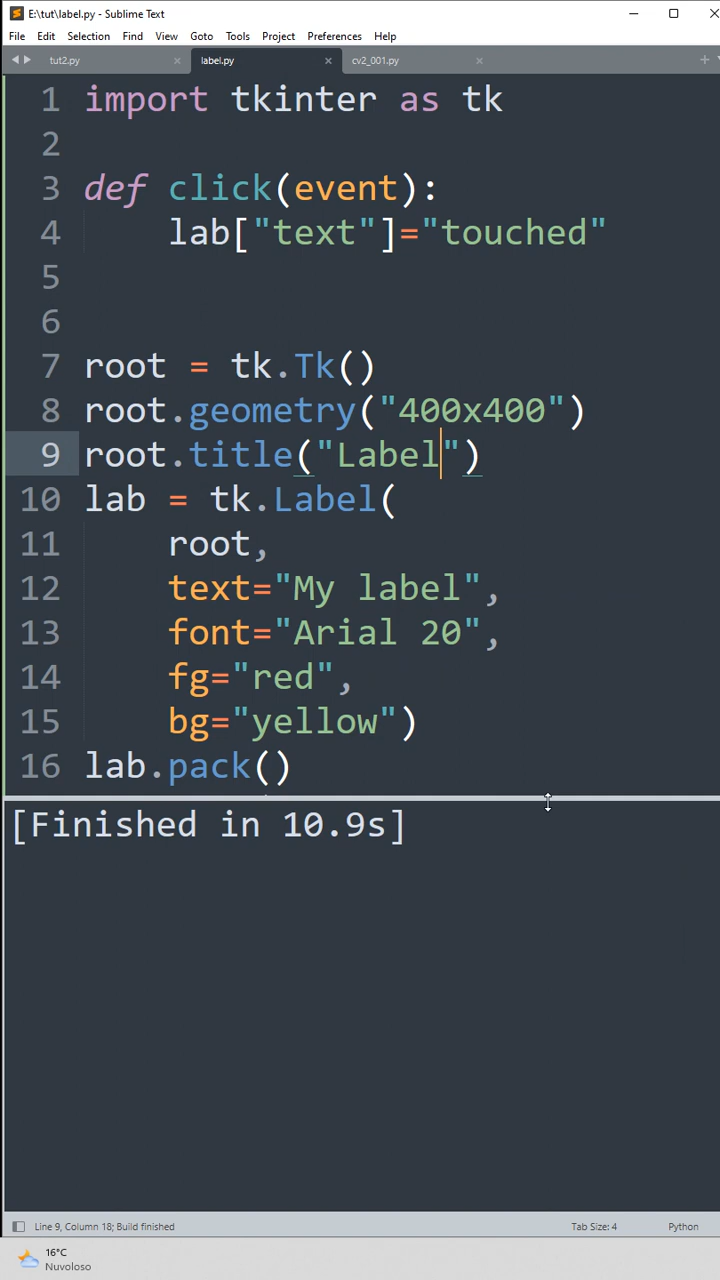 E:\tut\label.py - Sublime Text
File Edit Selection Find View Goto Tools Project Preferences Help
tut2.py label.py cv2_001.py
1 import tkinter as tk
2
3 def click(event):
4     lab["text"]="touched"
5
6
7 root = tk.Tk()
8 root.geometry("400x400")
9 root.title("Label")
10 lab = tk.Label(
11     root,
12     text="My label",
13     font="Arial 20",
14     fg="red",
15     bg="yellow")
16 lab.pack()
[Finished in 10.9s]
Line 9, Column 18; Build finished Tab Size: 4 Python
16°C
Nuvoloso